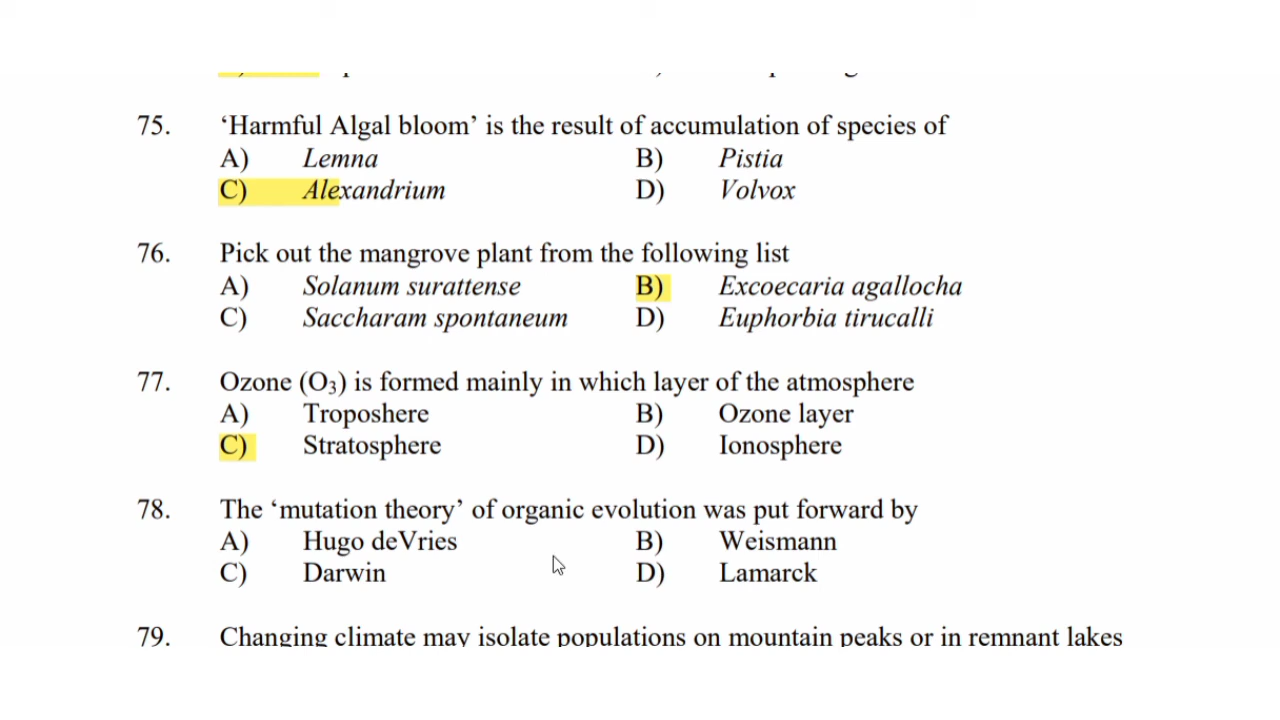 75. ‘Harmful Algal bloom’ is the result of accumulation of species of
A) Lemna B) Pistia
C) Alexandrium D) Volvox
76. Pick out the mangrove plant from the following list
A) Solanum surattense B) Excoecaria agallocha
C) Saccharam spontaneum D) Euphorbia tirucalli
77. Ozone (O₃) is formed mainly in which layer of the atmosphere
A) Troposhere B) Ozone layer
C) Stratosphere D) Ionosphere
78. The ‘mutation theory’ of organic evolution was put forward by
A) Hugo deVries B) Weismann
C) Darwin D) Lamarck
79. Changing climate may isolate populations on mountain peaks or in remnant lakes